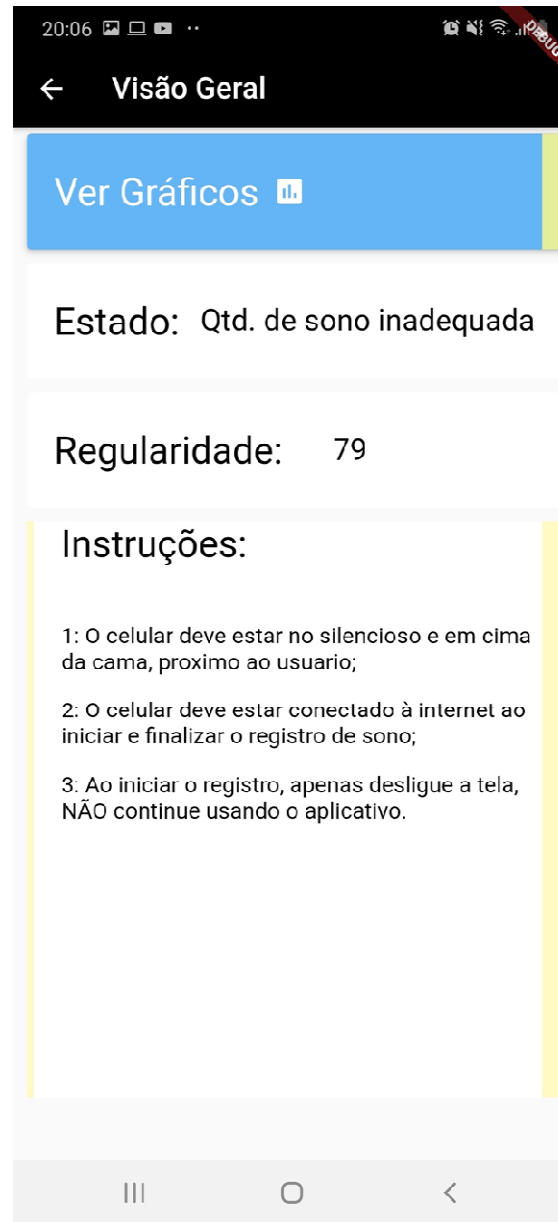 20:06
DEBUG
Visão Geral
Ver Gráficos
Estado: Qtd. de sono inadequada
Regularidade: 79
Instruções:
1: O celular deve estar no silencioso e em cima
da cama, proximo ao usuario;
2: O celular deve estar conectado à internet ao
iniciar e finalizar o registro de sono;
3: Ao iniciar o registro, apenas desligue a tela,
NÃO continue usando o aplicativo.